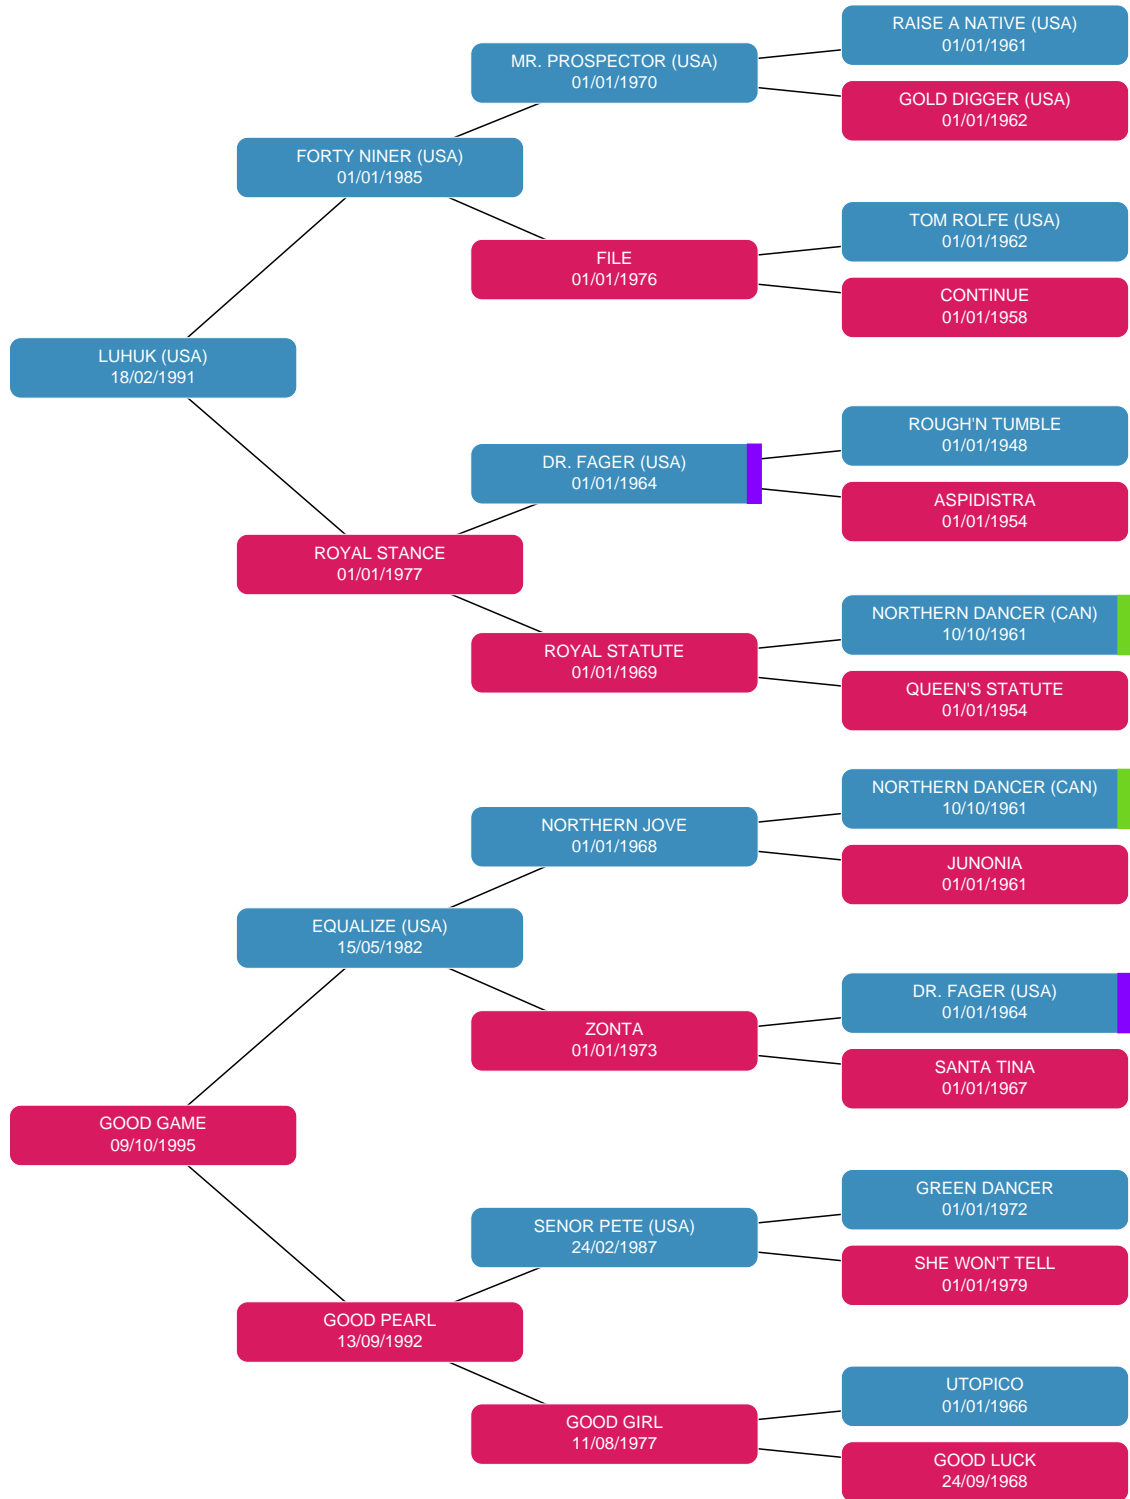 RAISE A NATIVE (USA)
01/01/1961
MR. PROSPECTOR (USA)
01/01/1970
GOLD DIGGER (USA)
01/01/1962
FORTY NINER (USA)
01/01/1985
TOM ROLFE (USA)
01/01/1962
FILE
01/01/1976
CONTINUE
01/01/1958
LUHUK (USA)
18/02/1991
ROUGH'N TUMBLE
01/01/1948
DR. FAGER (USA)
01/01/1964
ASPIDISTRA
01/01/1954
ROYAL STANCE
01/01/1977
NORTHERN DANCER (CAN)
10/10/1961
ROYAL STATUTE
01/01/1969
QUEEN'S STATUTE
01/01/1954
NORTHERN DANCER (CAN)
10/10/1961
NORTHERN JOVE
01/01/1968
JUNONIA
01/01/1961
EQUALIZE (USA)
15/05/1982
DR. FAGER (USA)
01/01/1964
ZONTA
01/01/1973
SANTA TINA
01/01/1967
GOOD GAME
09/10/1995
GREEN DANCER
01/01/1972
SENOR PETE (USA)
24/02/1987
SHE WON'T TELL
01/01/1979
GOOD PEARL
13/09/1992
UTOPICO
01/01/1966
GOOD GIRL
11/08/1977
GOOD LUCK
24/09/1968